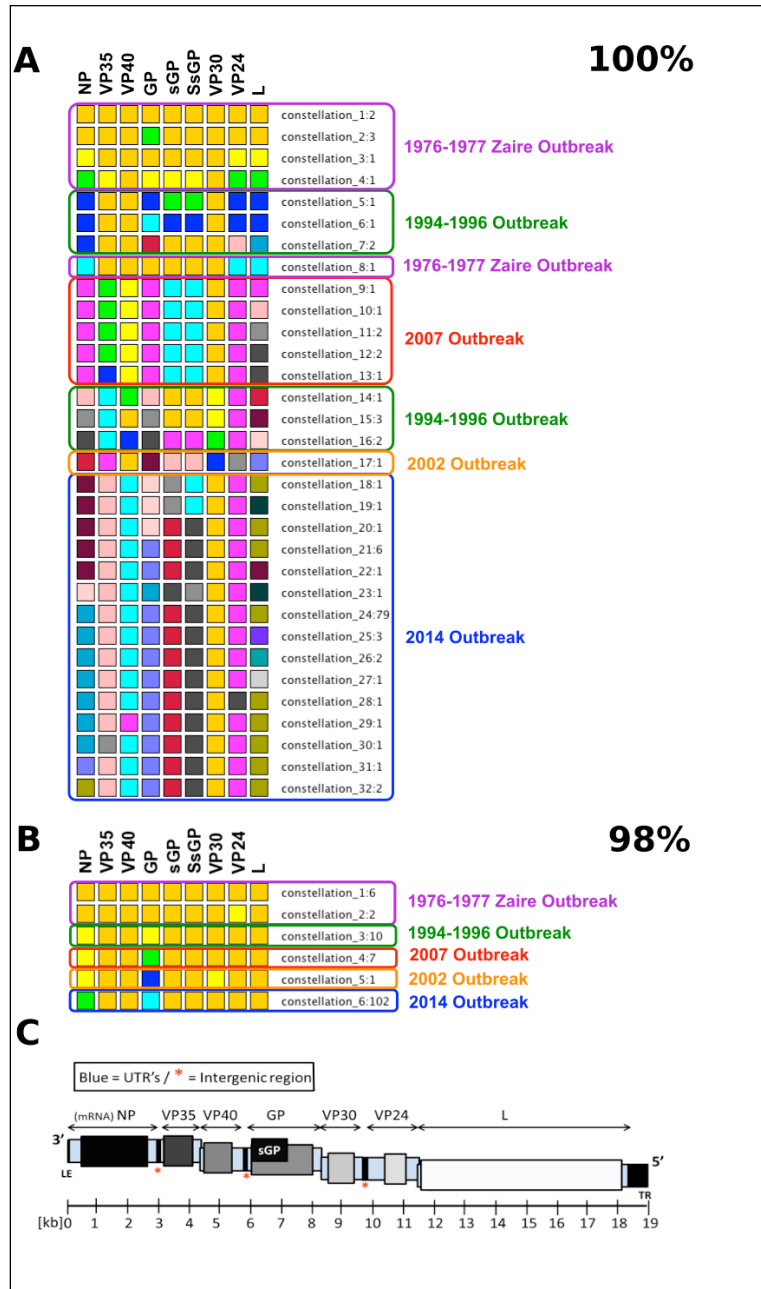 A
100%
NP VP35 VP40 GP sGP SsGP VP30 VP24 L
constellation_1:2
constellation_2:3
constellation_3:1
constellation_4:1
1976-1977 Zaire Outbreak
constellation_5:1
constellation_6:1
constellation_7:2
1994-1996 Outbreak
constellation_8:1
1976-1977 Zaire Outbreak
constellation_9:1
constellation_10:1
constellation_11:2
constellation_12:2
constellation_13:1
2007 Outbreak
constellation_14:1
constellation_15:3
constellation_16:2
1994-1996 Outbreak
constellation_17:1
2002 Outbreak
constellation_18:1
constellation_19:1
constellation_20:1
constellation_21:6
constellation_22:1
constellation_23:1
constellation_24:79
constellation_25:3
constellation_26:2
constellation_27:1
constellation_28:1
constellation_29:1
constellation_30:1
constellation_31:1
constellation_32:2
2014 Outbreak
B
98%
NP VP35 VP40 GP sGP SsGP VP30 VP24 L
constellation_1:6
constellation_2:2
1976-1977 Zaire Outbreak
constellation_3:10
1994-1996 Outbreak
constellation_4:7
2007 Outbreak
constellation_5:1
2002 Outbreak
constellation_6:102
2014 Outbreak
C
Blue = UTR's / * = Intergenic region
(mRNA) NP VP35 VP40 GP VP30 VP24 L
3' sGP 5'
LE * * * TR
[kb]0 1 2 3 4 5 6 7 8 9 10 11 12 13 14 15 16 17 18 19